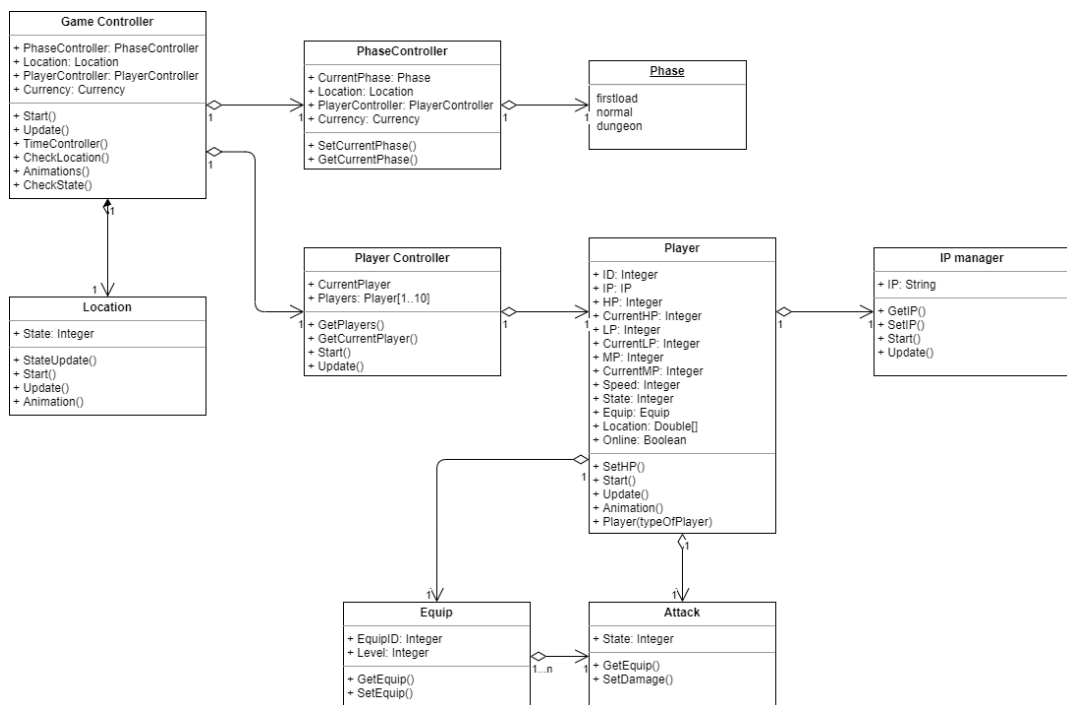 Game Controller
+ PhaseController: PhaseController
+ Location: Location
+ PlayerController: PlayerController
+ Currency: Currency
+ Start()
+ Update()
+ TimeController()
+ CheckLocation()
+ Animations()
+ CheckState()
1
1
1
1
PhaseController
+ CurrentPhase: Phase
+ Location: Location
+ PlayerController: PlayerController
+ Currency: Currency
+ SetCurrentPhase()
+ GetCurrentPhase()
1
1
Phase
firstload
normal
dungeon
1
Location
+ State: Integer
+ StateUpdate()
+ Start()
+ Update()
+ Animation()
Player Controller
+ CurrentPlayer
+ Players: Player[1..10]
+ GetPlayers()
+ GetCurrentPlayer()
+ Start()
+ Update()
1
1
1
Player
+ ID: Integer
+ IP: IP
+ HP: Integer
+ CurrentHP: Integer
+ LP: Integer
+ CurrentLP: Integer
+ MP: Integer
+ CurrentMP: Integer
+ Speed: Integer
+ State: Integer
+ Equip: Equip
+ Location: Double[]
+ Online: Boolean
+ SetHP()
+ Start()
+ Update()
+ Animation()
+ Player(typeOfPlayer)
1
1
IP manager
+ IP: String
+ GetIP()
+ SetIP()
+ Start()
+ Update()
1
1
1
1
Equip
+ EquipID: Integer
+ Level: Integer
+ GetEquip()
+ SetEquip()
1...n
1
Attack
+ State: Integer
+ GetEquip()
+ SetDamage()